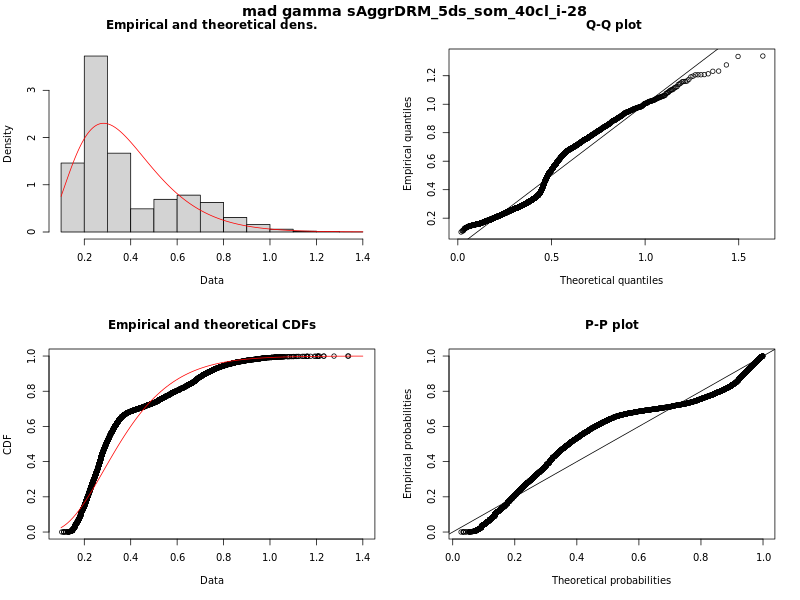 mad gamma sAggrDRM_5ds_som_40cl_i-28
Empirical and theoretical dens.
Density
0 1 2 3
0.2 0.4 0.6 0.8 1.0 1.2 1.4
Data
Q-Q plot
Empirical quantiles
0.2 0.4 0.6 0.8 1.0 1.2
0.0 0.5 1.0 1.5
Theoretical quantiles
Empirical and theoretical CDFs
CDF
0.0 0.2 0.4 0.6 0.8 1.0
0.2 0.4 0.6 0.8 1.0 1.2 1.4
Data
P-P plot
Empirical probabilities
0.0 0.2 0.4 0.6 0.8 1.0
0.0 0.2 0.4 0.6 0.8 1.0
Theoretical probabilities